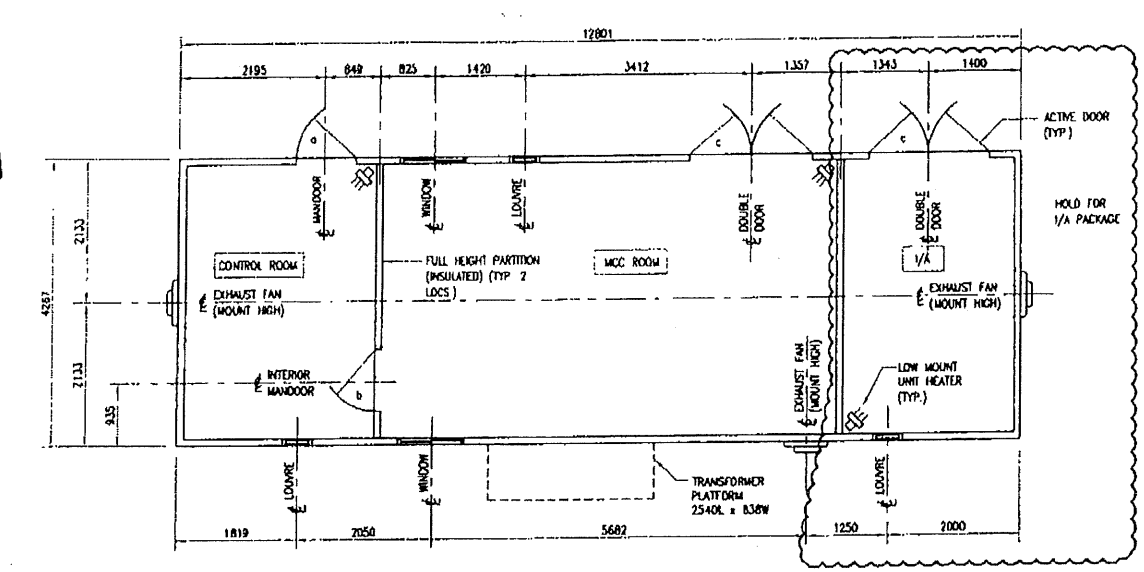 12801
2195
849
825
1420
3412
1357
1343
1400
ACTIVE DOOR
(TYP)
a
c
c
MANDOOR
WINDOW
LOUVRE
DOUBLE
DOOR
DOUBLE
DOOR
HOLD FOR
I/A PACKAGE
2133
4267
CONTROL ROOM
FULL HEIGHT PARTITION
(INSULATED) (TYP 2
LOCS)
MCC ROOM
I/A
EXHAUST FAN
(MOUNT HIGH)
EXHAUST FAN
(MOUNT HIGH)
2133
935
INTERIOR
MANDOOR
b
EXHAUST FAN
(MOUNT HIGH)
LOW MOUNT
UNIT HEATER
(TYP.)
LOUVRE
WINDOW
TRANSFORMER
PLATFORM
2540L x 838W
LOUVRE
1819
2050
5682
1250
2000